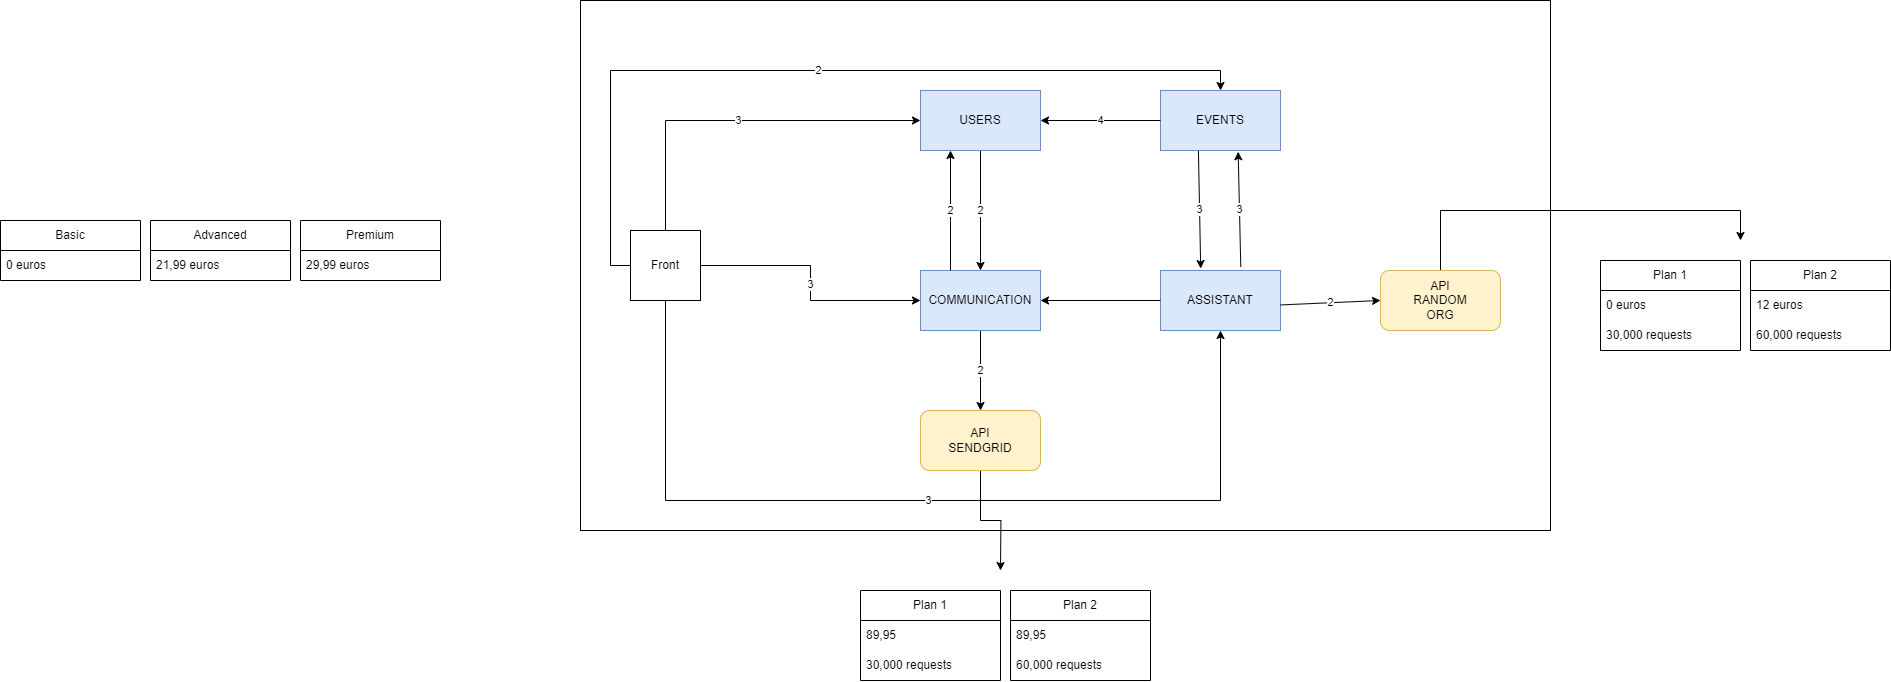 2
3
USERS
4
EVENTS
2
2
3
3
Basic
0 euros
Advanced
21,99 euros
Premium
29,99 euros
Front
3
COMMUNICATION
ASSISTANT
2
API
RANDOM
ORG
Plan 1
0 euros
30,000 requests
Plan 2
12 euros
60,000 requests
2
API
SENDGRID
3
Plan 1
89,95
30,000 requests
Plan 2
89,95
60,000 requests